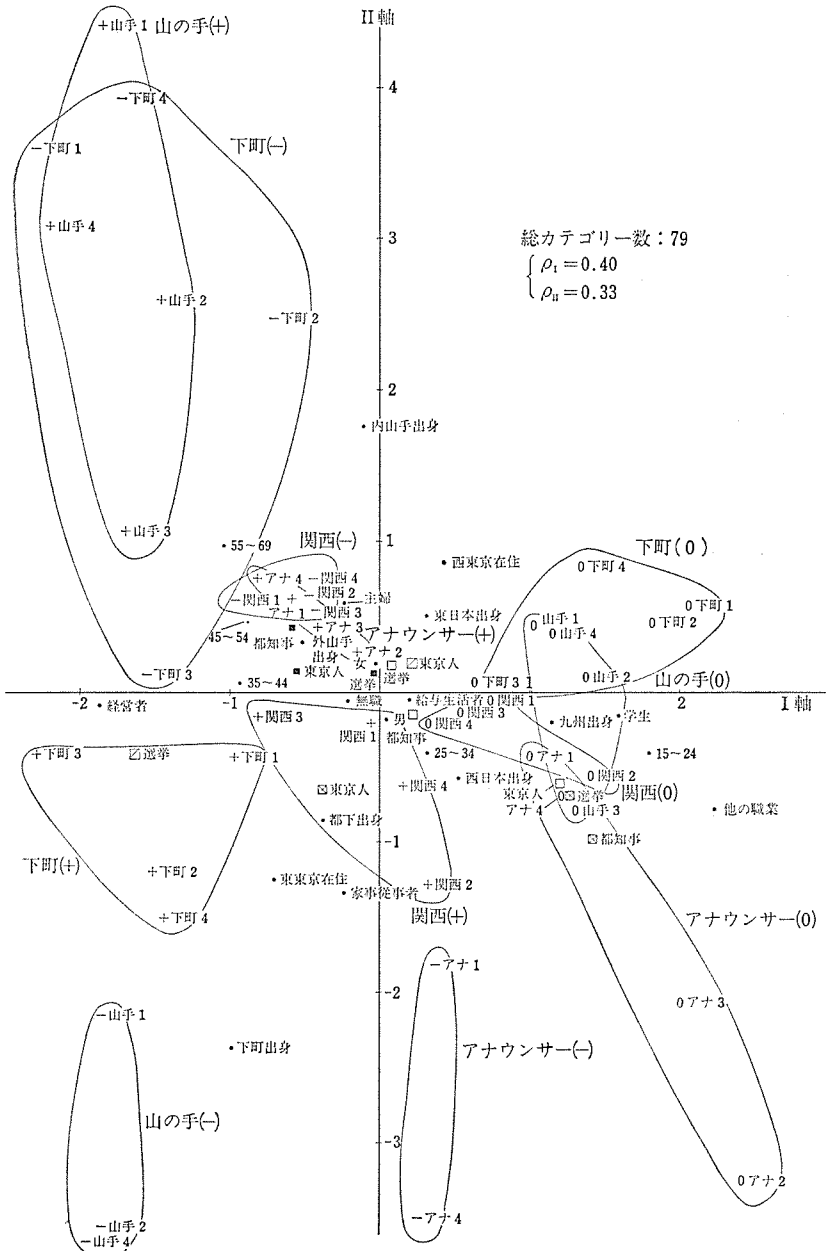 II軸
+山手1
山の手(+)
4
−下町4
下町(−)
−下町1
+山手4
3
総カテゴリー数：79
ρI＝0.40
ρII＝0.33
+山手2
−下町2
2
・内山手出身
+山手3
1
・55〜69
関西(−)
・西東京在住
下町(0)
0下町4
+アナ4
−関西4
−関西2
−関西1
+
・主婦
アナ1
−関西3
・東日本出身
0下町1
0下町2
45〜54
+アナ3
アナウンサー(+)
0山手1
0山手4
都知事
・外山手
出身
+アナ2
女
東京人
選挙
東京人
選挙
−下町3
・35〜44
0下町3
1
0山手2
山の手(0)
-2
-1
0
2
I軸
・経営者
・無職
・給与生活者
0関西1
+関西3
+
・男
0関西4
0関西3
・九州出身
・学生
関西1
都知事
+下町3
選挙
+下町1
・25〜34
0アナ1
・15〜24
東京人
+関西4
・西日本出身
0関西2
東京人
選挙
関西(0)
アナ4
0
0山手3
・他の職業
・都下出身
-1
都知事
下町(+)
+下町2
・東東京在住
・家事従事者
+関西2
+下町4
関西(+)
アナウンサー(0)
−アナ1
-2
0アナ3
−山手1
・下町出身
アナウンサー(−)
山の手(−)
-3
0アナ2
−山手2
−アナ4
−山手4